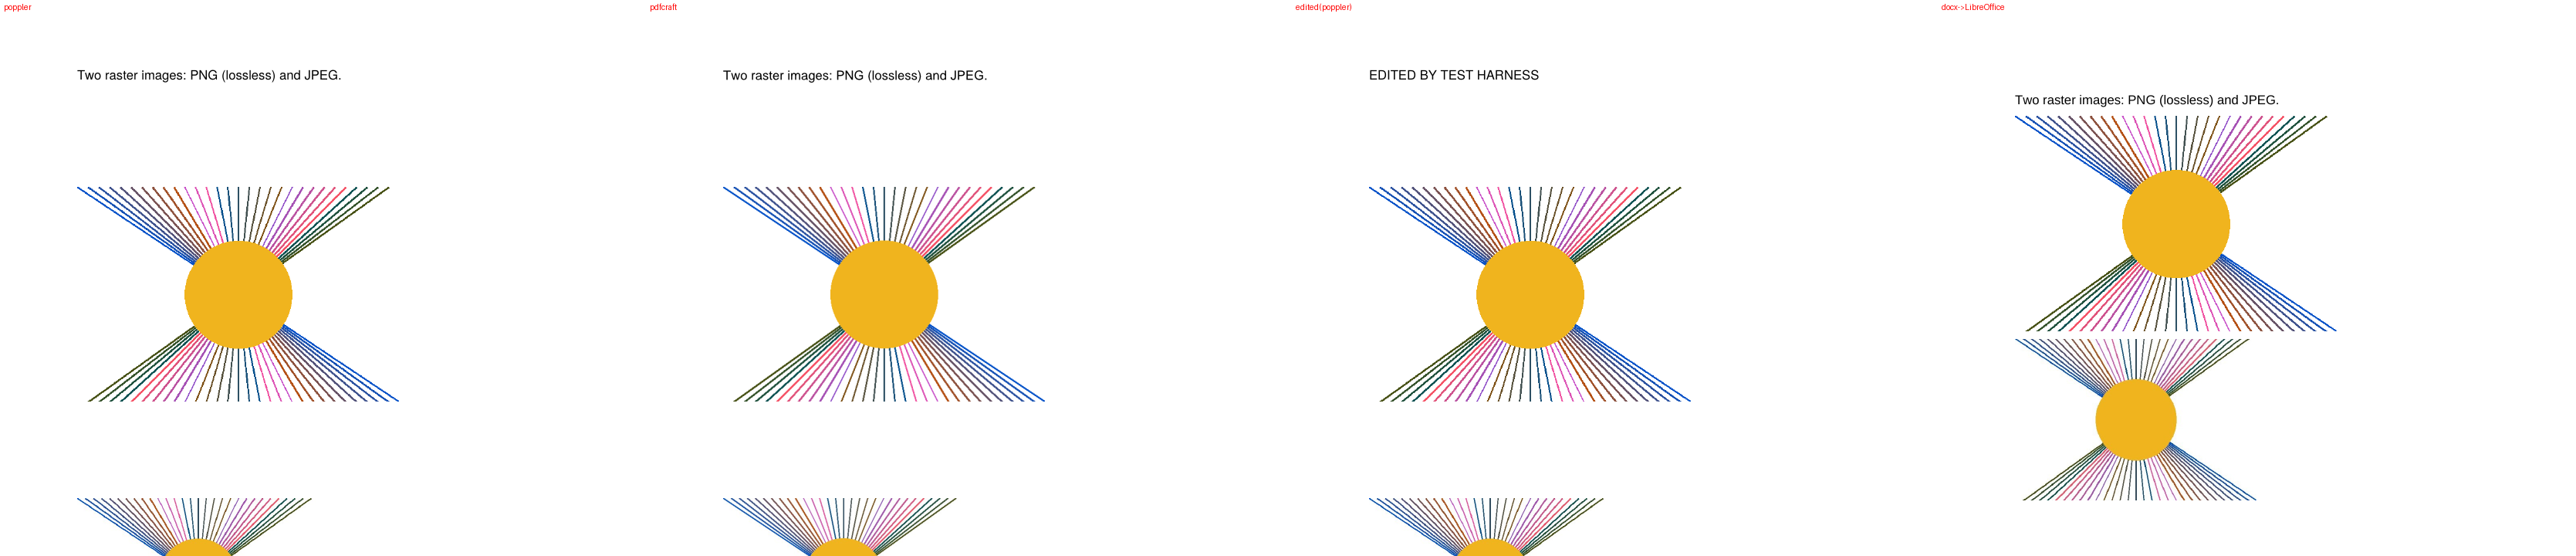 poppler
pdfcraft
edited(poppler)
docx->LibreOffice
Two raster images: PNG (lossless) and JPEG.
Two raster images: PNG (lossless) and JPEG.
EDITED BY TEST HARNESS
Two raster images: PNG (lossless) and JPEG.